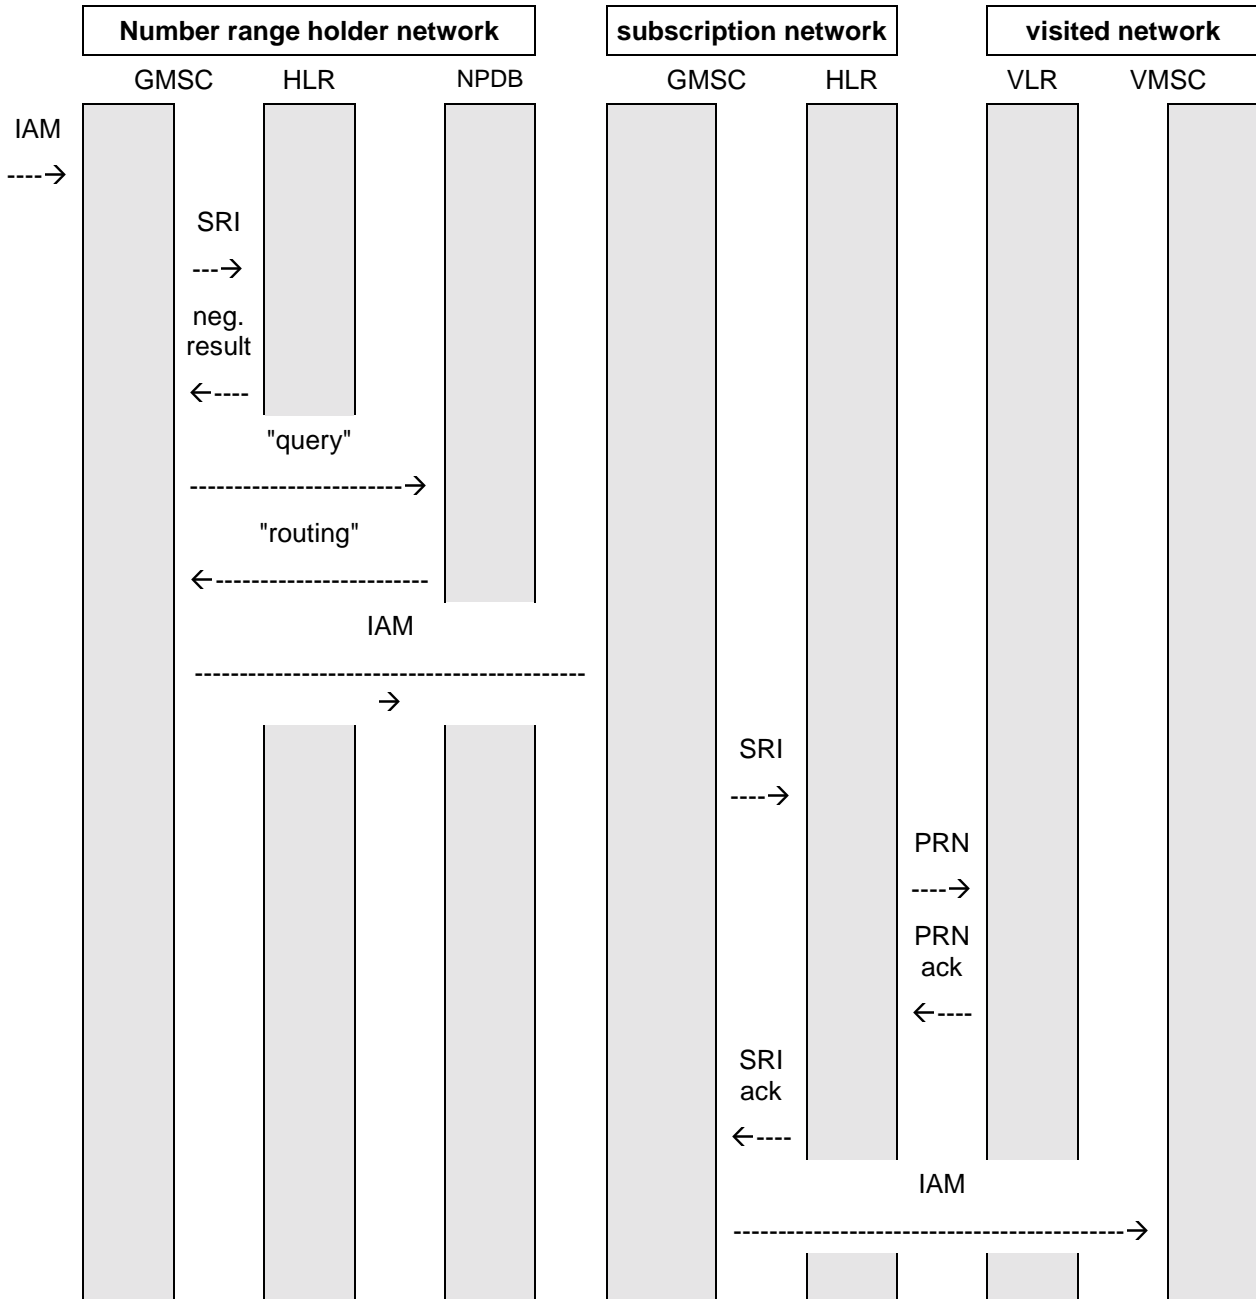 Number range holder network
subscription network
visited network
GMSC
HLR
NPDB
GMSC
HLR
VLR
VMSC
IAM
---->
SRI
--->
neg.
result
<----
"query"
------------------------>
"routing"
<------------------------
IAM
--------------------------------------------
>
SRI
---->
PRN
---->
PRN
ack
<----
SRI
ack
<----
IAM
-------------------------------------------->